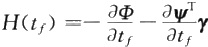 H(t_f) = − ∂Φ/∂t_f − ∂ψ^T/∂t_f γ